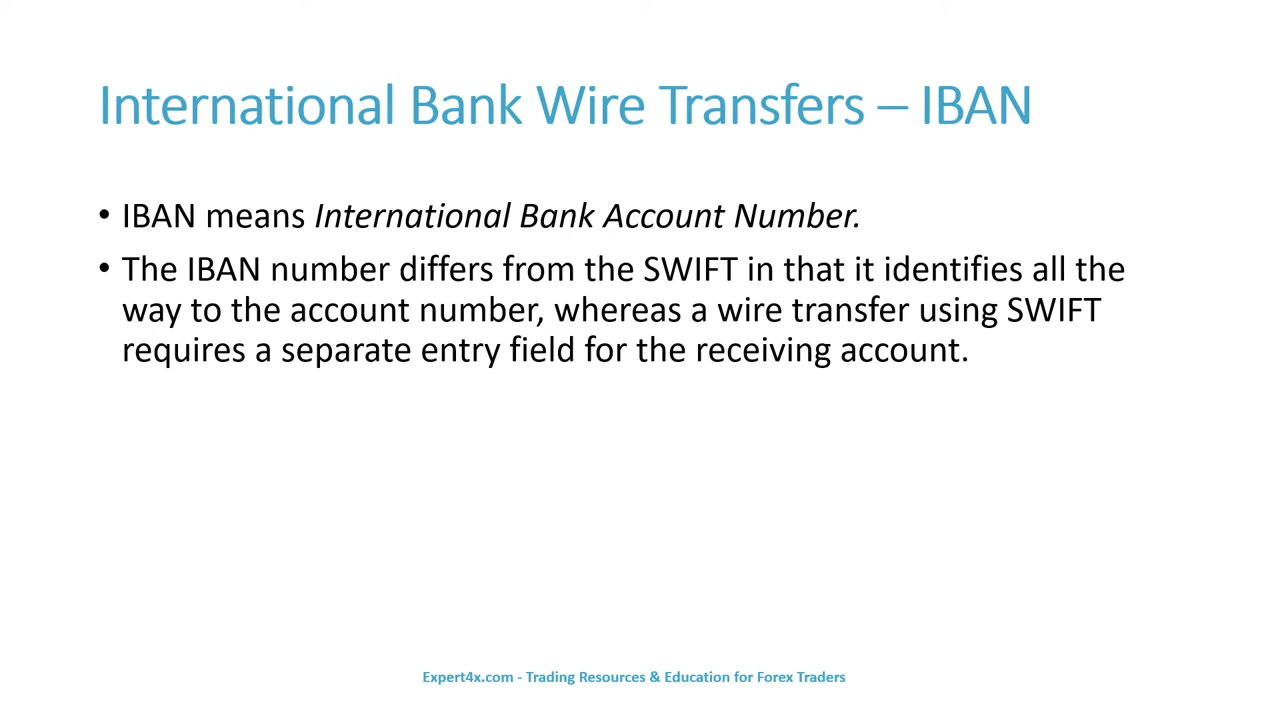 International Bank Wire Transfers – IBAN
• IBAN means International Bank Account Number.
• The IBAN number differs from the SWIFT in that it identifies all the
way to the account number, whereas a wire transfer using SWIFT
requires a separate entry field for the receiving account.
Expert4x.com - Trading Resources & Education for Forex Traders